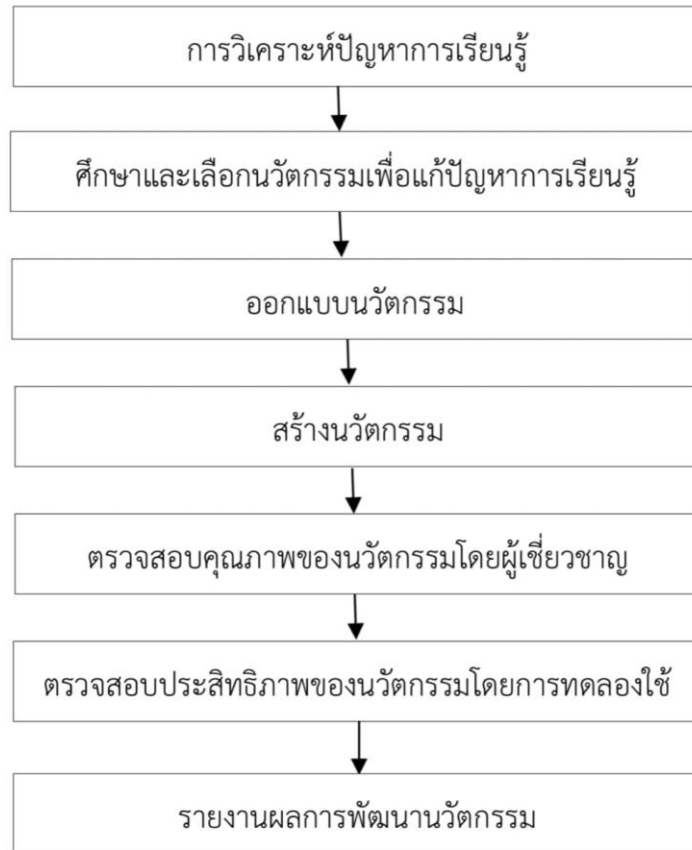 การวิเคราะห์ปัญหาการเรียนรู้
ศึกษาและเลือกนวัตกรรมเพื่อแก้ปัญหาการเรียนรู้
ออกแบบนวัตกรรม
สร้างนวัตกรรม
ตรวจสอบคุณภาพของนวัตกรรมโดยผู้เชี่ยวชาญ
ตรวจสอบประสิทธิภาพของนวัตกรรมโดยการทดลองใช้
รายงานผลการพัฒนานวัตกรรม